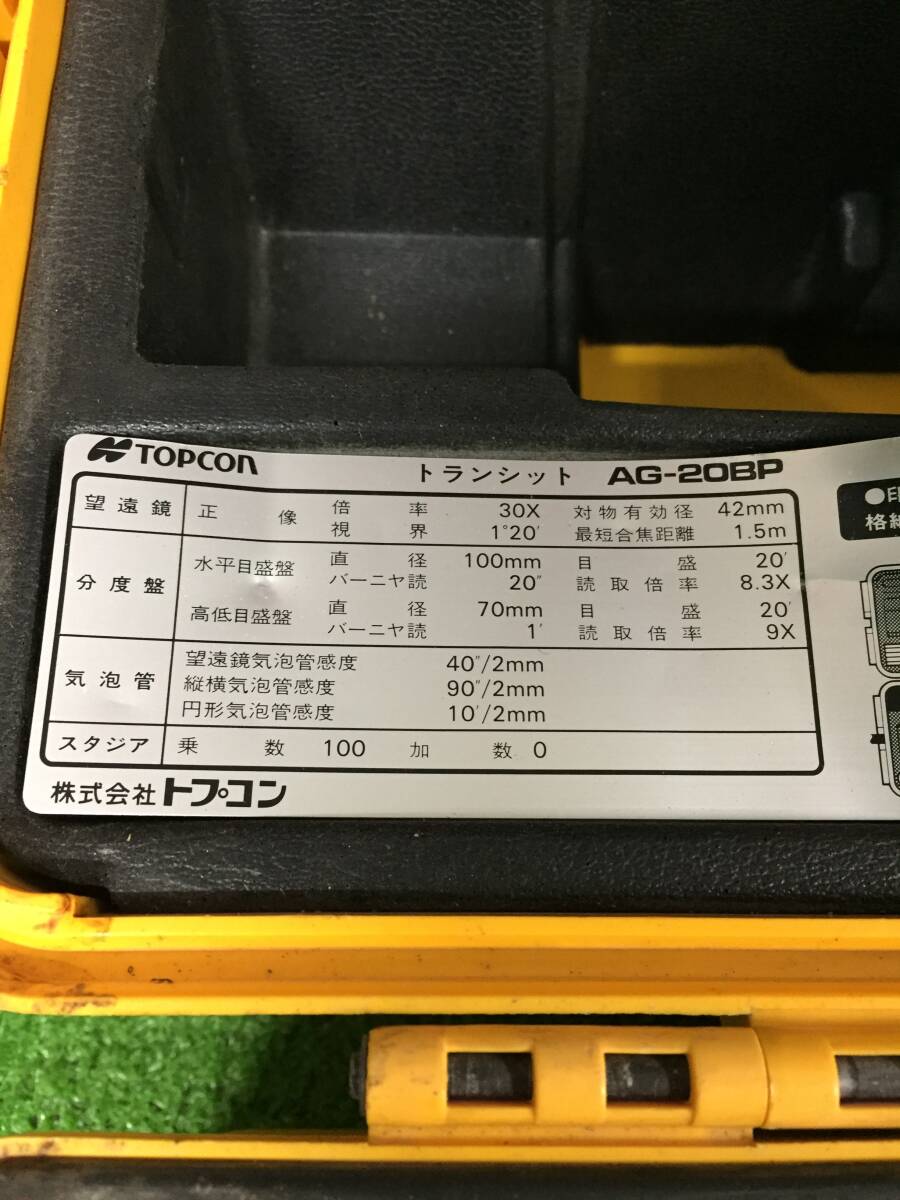 TOPCON トランシット AG-20BP
望遠鏡 正像 倍率 30X 対物有効径 42mm
視界 1°20′ 最短合焦距離 1.5m
分度盤 水平目盛盤 直径 100mm 目盛 20′
バーニヤ読 20″ 読取倍率 8.3X
高低目盛盤 直径 70mm 目盛 20′
バーニヤ読 1′ 読取倍率 9X
気泡管 望遠鏡気泡管感度 40″/2mm
縦横気泡管感度 90″/2mm
円形気泡管感度 10′/2mm
スタジア 乗数 100 加数 0
株式会社トプコン
●印
格納